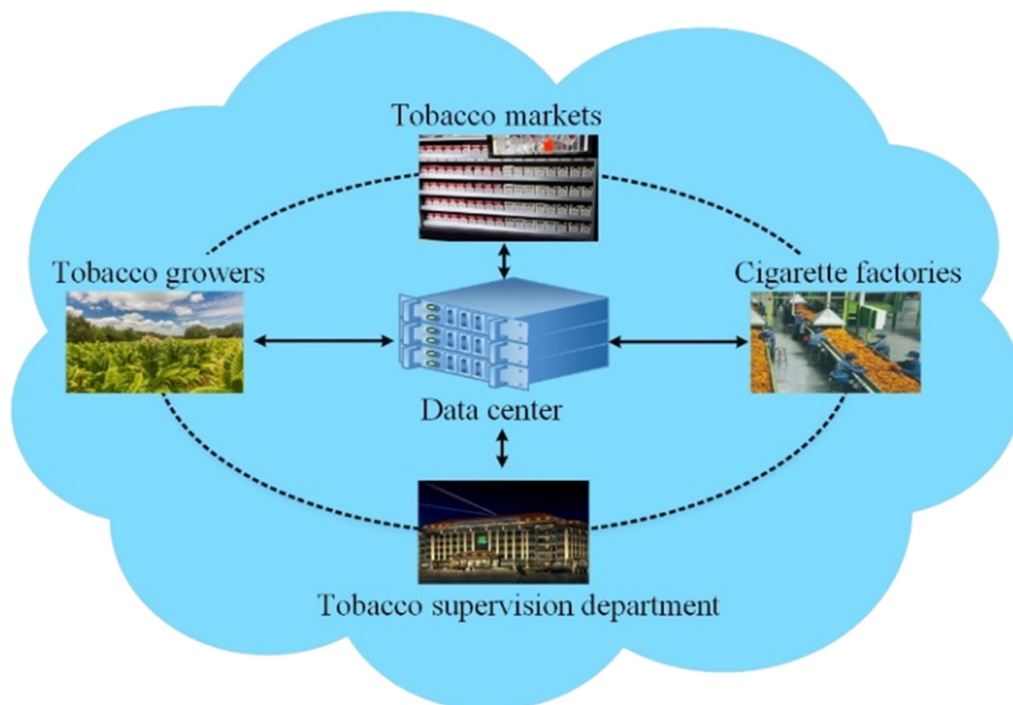 Tobacco markets
Tobacco growers
Cigarette factories
Data center
Tobacco supervision department